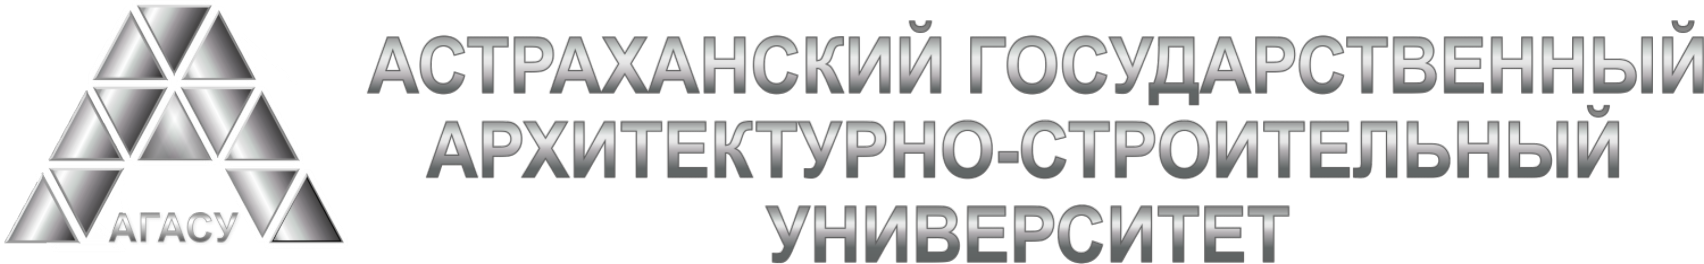 АГАСУ
АСТРАХАНСКИЙ ГОСУДАРСТВЕННЫЙ
АРХИТЕКТУРНО-СТРОИТЕЛЬНЫЙ
УНИВЕРСИТЕТ